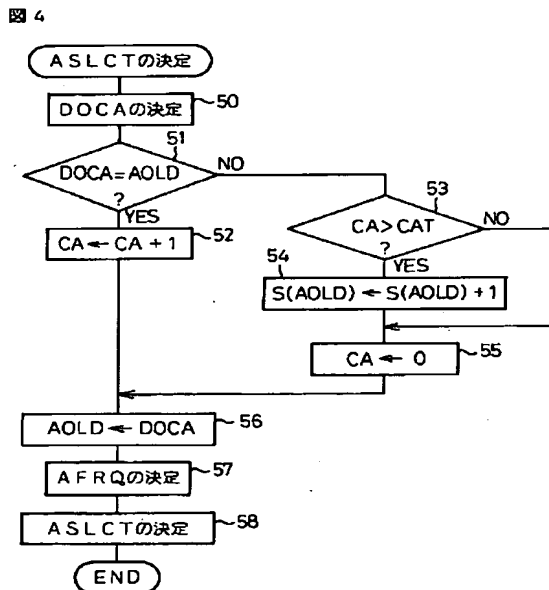 図 4
ASLCTの決定
DOCAの決定
50
51
DOCA=AOLD
?
NO
YES
CA←CA+1
52
53
CA>CAT
?
NO
YES
54
S(AOLD)←S(AOLD)+1
CA←0
55
AOLD←DOCA
56
AFRQの決定
57
ASLCTの決定
58
END